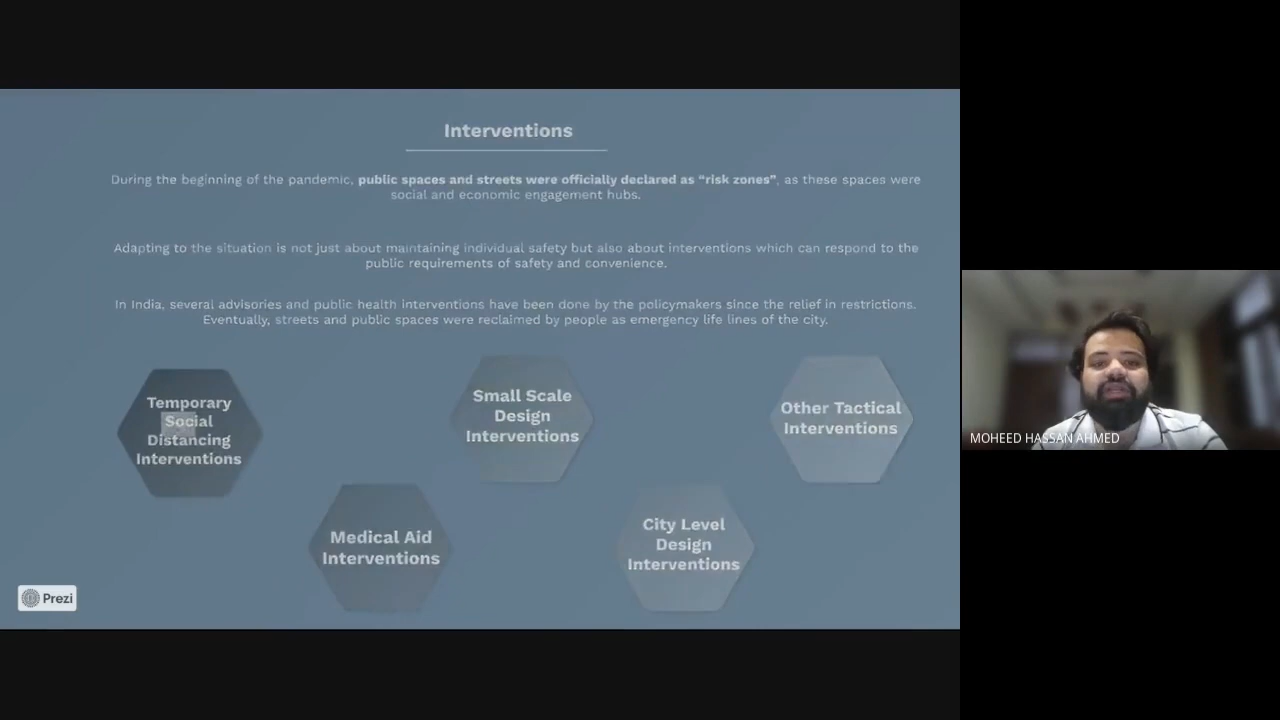 Interventions
During the beginning of the pandemic, public spaces and streets were officially declared as “risk zones”, as these spaces were
social and economic engagement hubs.
Adapting to the situation is not just about maintaining individual safety but also about interventions which can respond to the
public requirements of safety and convenience.
In India, several advisories and public health interventions have been done by the policymakers since the relief in restrictions.
Eventually, streets and public spaces were reclaimed by people as emergency life lines of the city.
Temporary
Social
Distancing
Interventions
Medical Aid
Interventions
Small Scale
Design
Interventions
City Level
Design
Interventions
Other Tactical
Interventions
Prezi
MOHEED HASSAN AHMED